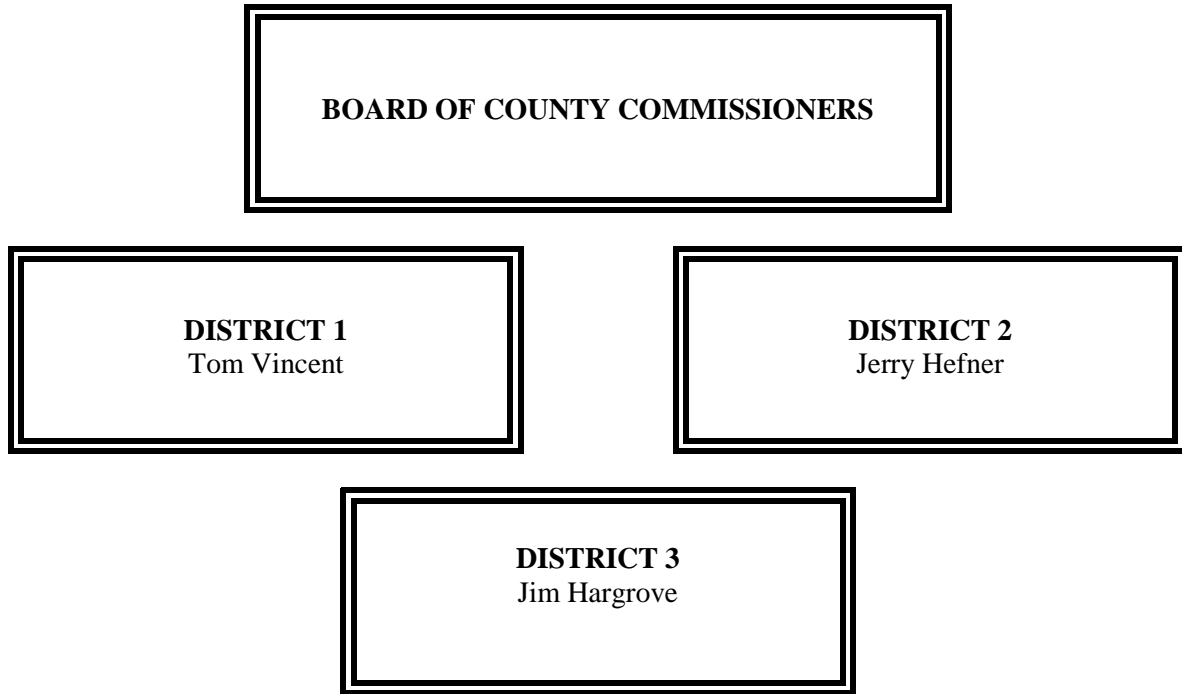 BOARD OF COUNTY COMMISSIONERS
DISTRICT 1
Tom Vincent
DISTRICT 2
Jerry Hefner
DISTRICT 3
Jim Hargrove